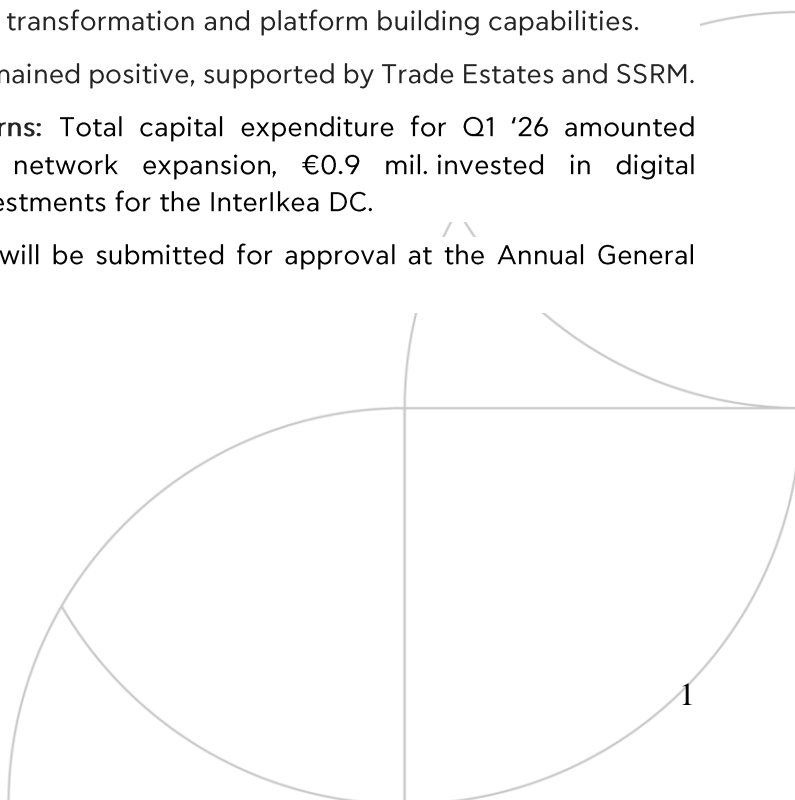 transformation and platform building capabilities.
mained positive, supported by Trade Estates and SSRM.
rns: Total capital expenditure for Q1 ‘26 amounted
network expansion, €0.9 mil. invested in digital
estments for the InterIkea DC.
will be submitted for approval at the Annual General
1